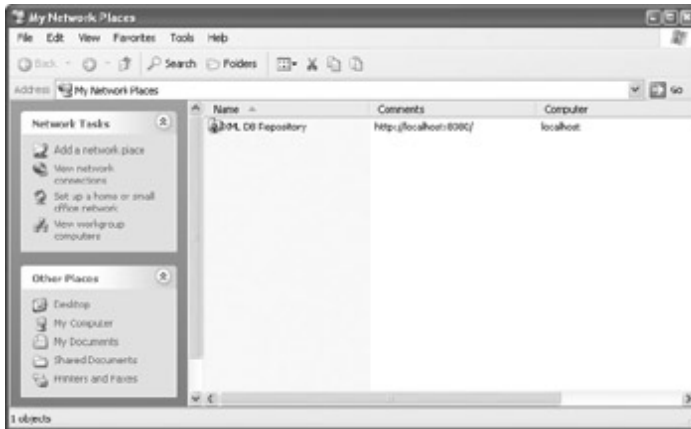 My Network Places
File Edit View Favorites Tools Help
Back Search Folders
Address My Network Places Go
Name Comments Computer
Network Tasks
XML DB Repository http://localhost:8080/ localhost
Add a network place
View network
connections
Set up a home or small
office network
View workgroup
computers
Other Places
Desktop
My Computer
My Documents
Shared Documents
Printers and Faxes
1 objects